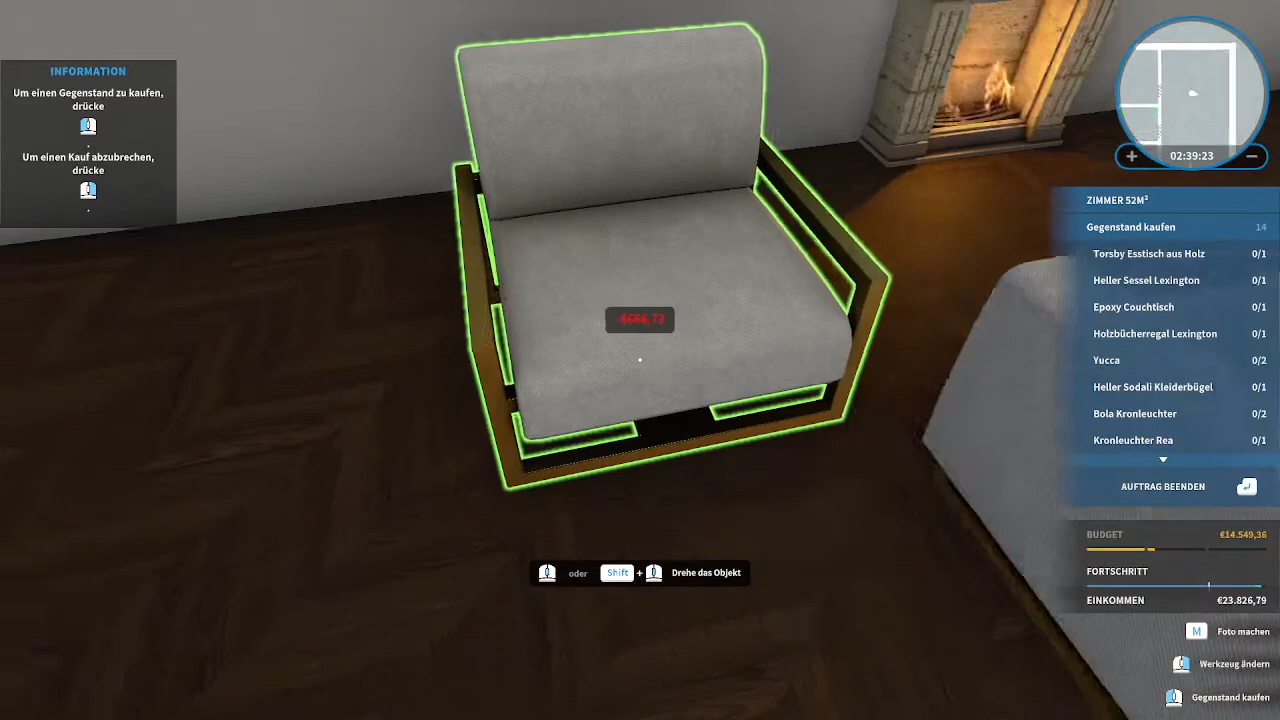 INFORMATION
Um einen Gegenstand zu kaufen,
drücke
.
Um einen Kauf abzubrechen,
drücke
.
€666,73
oder Shift + Drehe das Objekt
+ 02:39:23 −
ZIMMER 52M²
Gegenstand kaufen 14
Torsby Esstisch aus Holz 0/1
Heller Sessel Lexington 0/1
Epoxy Couchtisch 0/1
Holzbücherregal Lexington 0/1
Yucca 0/2
Heller Sodali Kleiderbügel 0/1
Bola Kronleuchter 0/2
Kronleuchter Rea 0/1
AUFTRAG BEENDEN
BUDGET €14.549,36
FORTSCHRITT
EINKOMMEN €23.826,79
M Foto machen
Werkzeug ändern
Gegenstand kaufen